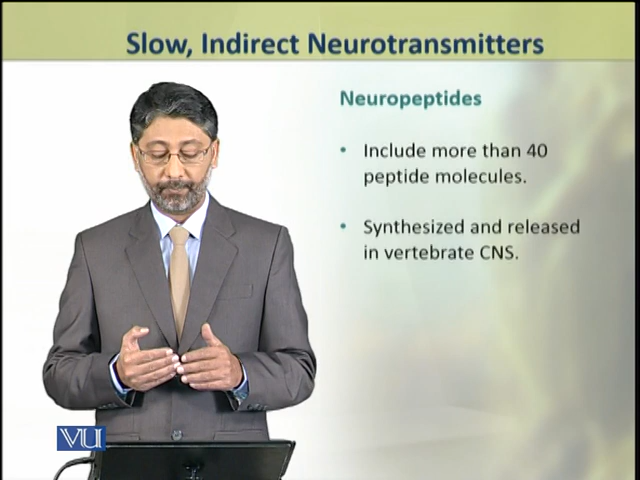 Slow, Indirect Neurotransmitters
Neuropeptides
• Include more than 40
peptide molecules.
• Synthesized and released
in vertebrate CNS.
VU